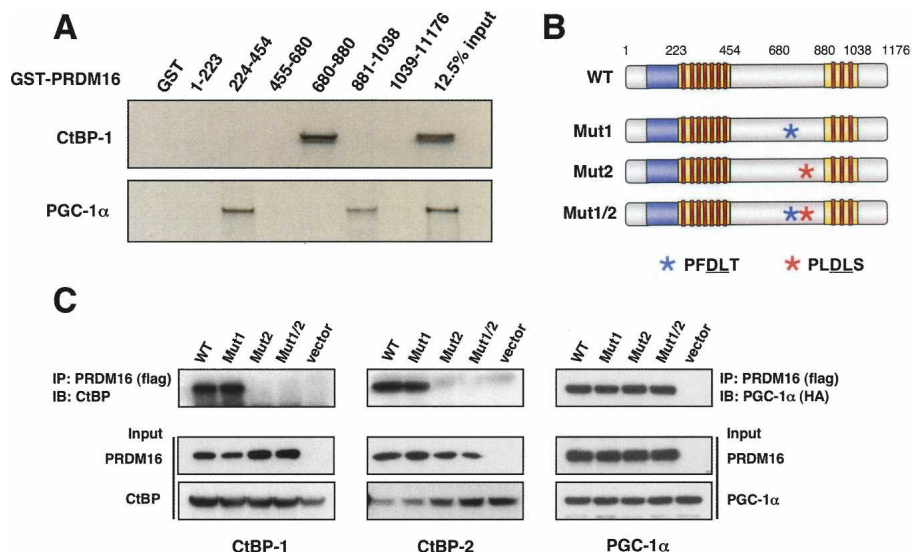 A
GST-PRDM16
GST
1-223
224-454
455-680
680-880
881-1038
1039-11176
12.5% input
CtBP-1
PGC-1α
B
1 223 454 680 880 1038 1176
WT
Mut1
Mut2
Mut1/2
* PFDLT * PLDLS
C
WT Mut1 Mut2 Mut1/2 vector
WT Mut1 Mut2 Mut1/2 vector
WT Mut1 Mut2 Mut1/2 vector
IP: PRDM16 (flag)
IB: CtBP
IP: PRDM16 (flag)
IB: PGC-1α (HA)
Input
PRDM16
CtBP
Input
PRDM16
PGC-1α
CtBP-1 CtBP-2 PGC-1α